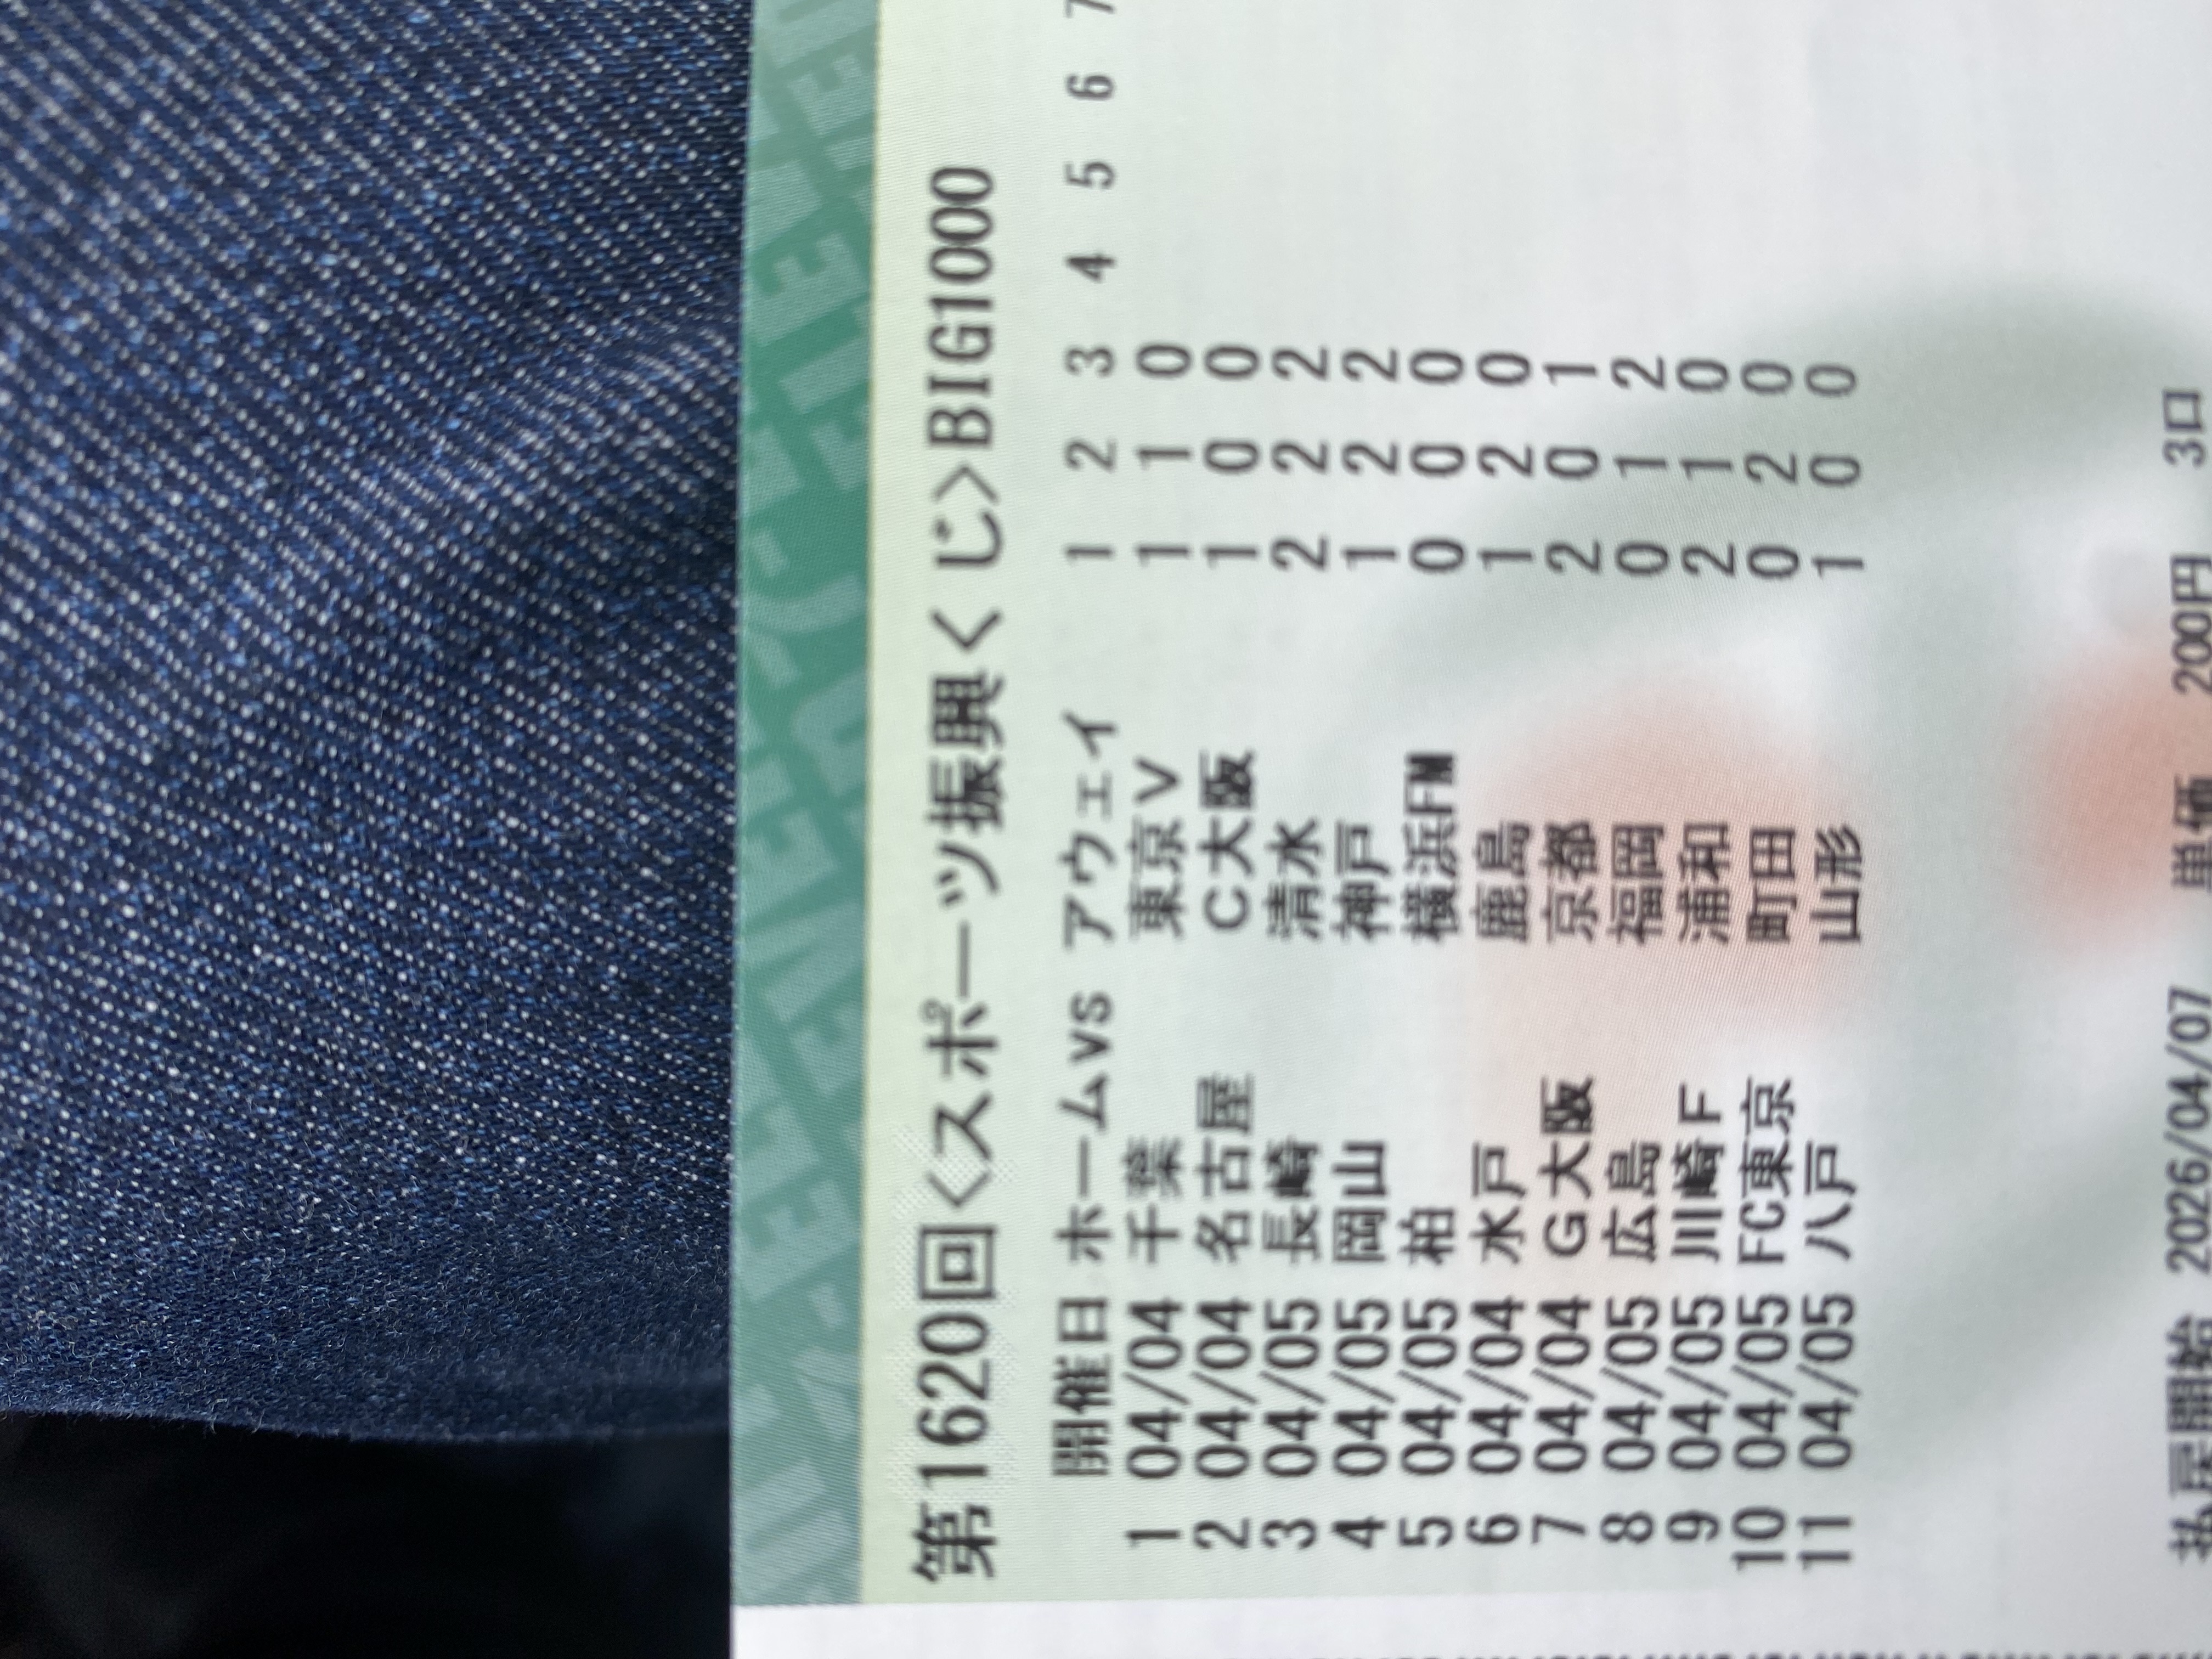 第1620回<スポーツ振興くじ>BIG1000
開催日 ホームvs アウェイ 1 2 3 4 5 6 7
1 04/04 千葉 東京V 1 1 0
2 04/04 名古屋 C大阪 1 0 0
3 04/05 長崎 清水 2 2 2
4 04/05 岡山 神戸 1 2 2
5 04/05 柏 横浜FM 0 0 0
6 04/04 水戸 鹿島 1 2 0
7 04/04 G大阪 京都 2 0 1
8 04/05 広島 福岡 0 1 2
9 04/05 川崎F 浦和 2 1 0
10 04/05 FC東京 町田 0 2 0
11 04/05 八戸 山形 1 0 0
払戻開始 2026/04/07 単価 200円 3口